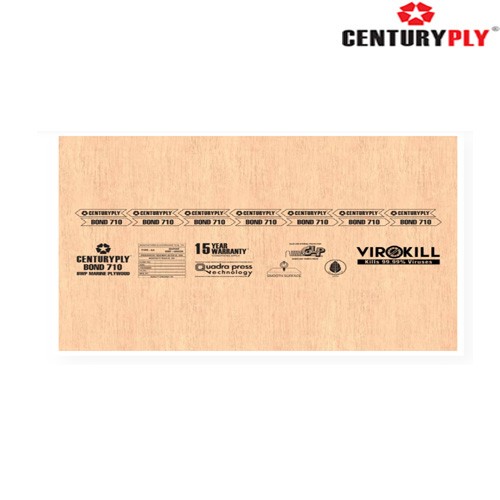 CENTURYPLY®
CENTURYPLY CENTURYPLY CENTURYPLY CENTURYPLY CENTURYPLY CENTURYPLY CENTURYPLY
BOND 710 BOND 710 BOND 710 BOND 710 BOND 710 BOND 710 BOND 710
CENTURYPLY
BOND 710
BWP MARINE PLYWOOD
15 YEAR
WARRANTY
Quadra press
technology
VIROKILL
Kills 99.99% Viruses